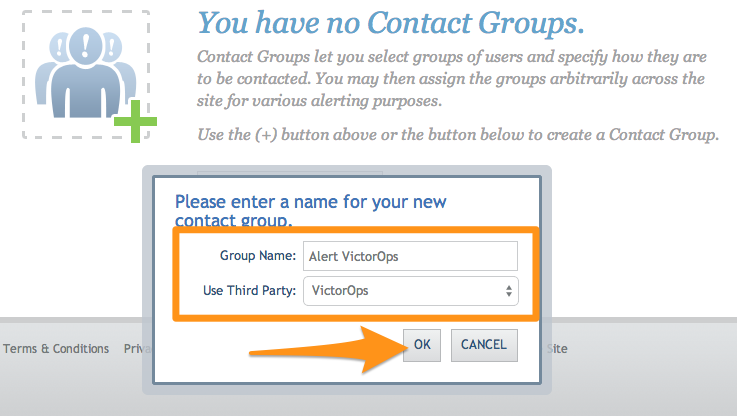 You have no Contact Groups.
Contact Groups let you select groups of users and specify how they are
to be contacted. You may then assign the groups arbitrarily across the
site for various alerting purposes.
Use the (+) button above or the button below to create a Contact Group.
Please enter a name for your new
contact group.
Group Name: Alert VictorOps
Use Third Party: VictorOps
OK CANCEL
Terms & Conditions Site